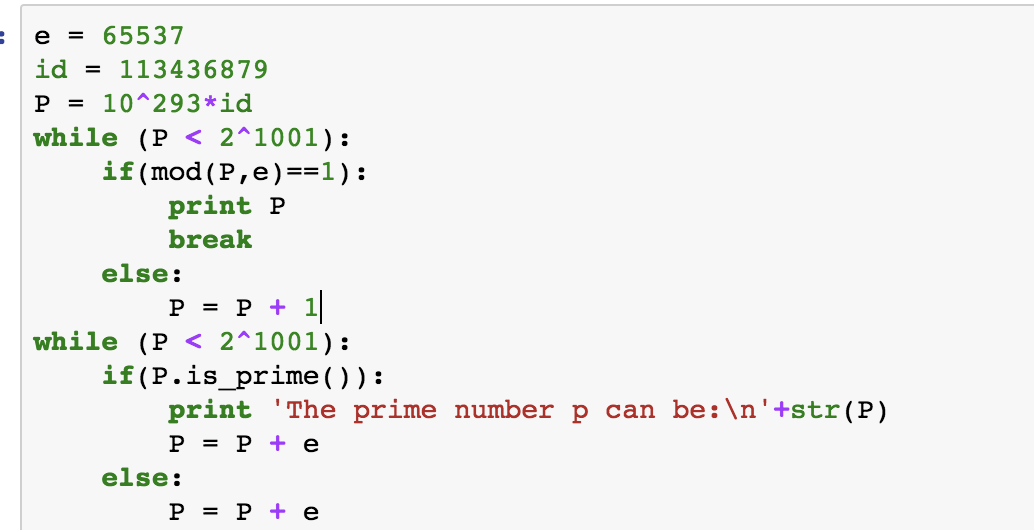 :
e = 65537
id = 113436879
P = 10^293*id
while (P < 2^1001):
    if(mod(P,e)==1):
        print P
        break
    else:
        P = P + 1
while (P < 2^1001):
    if(P.is_prime()):
        print 'The prime number p can be:\n'+str(P)
        P = P + e
    else:
        P = P + e